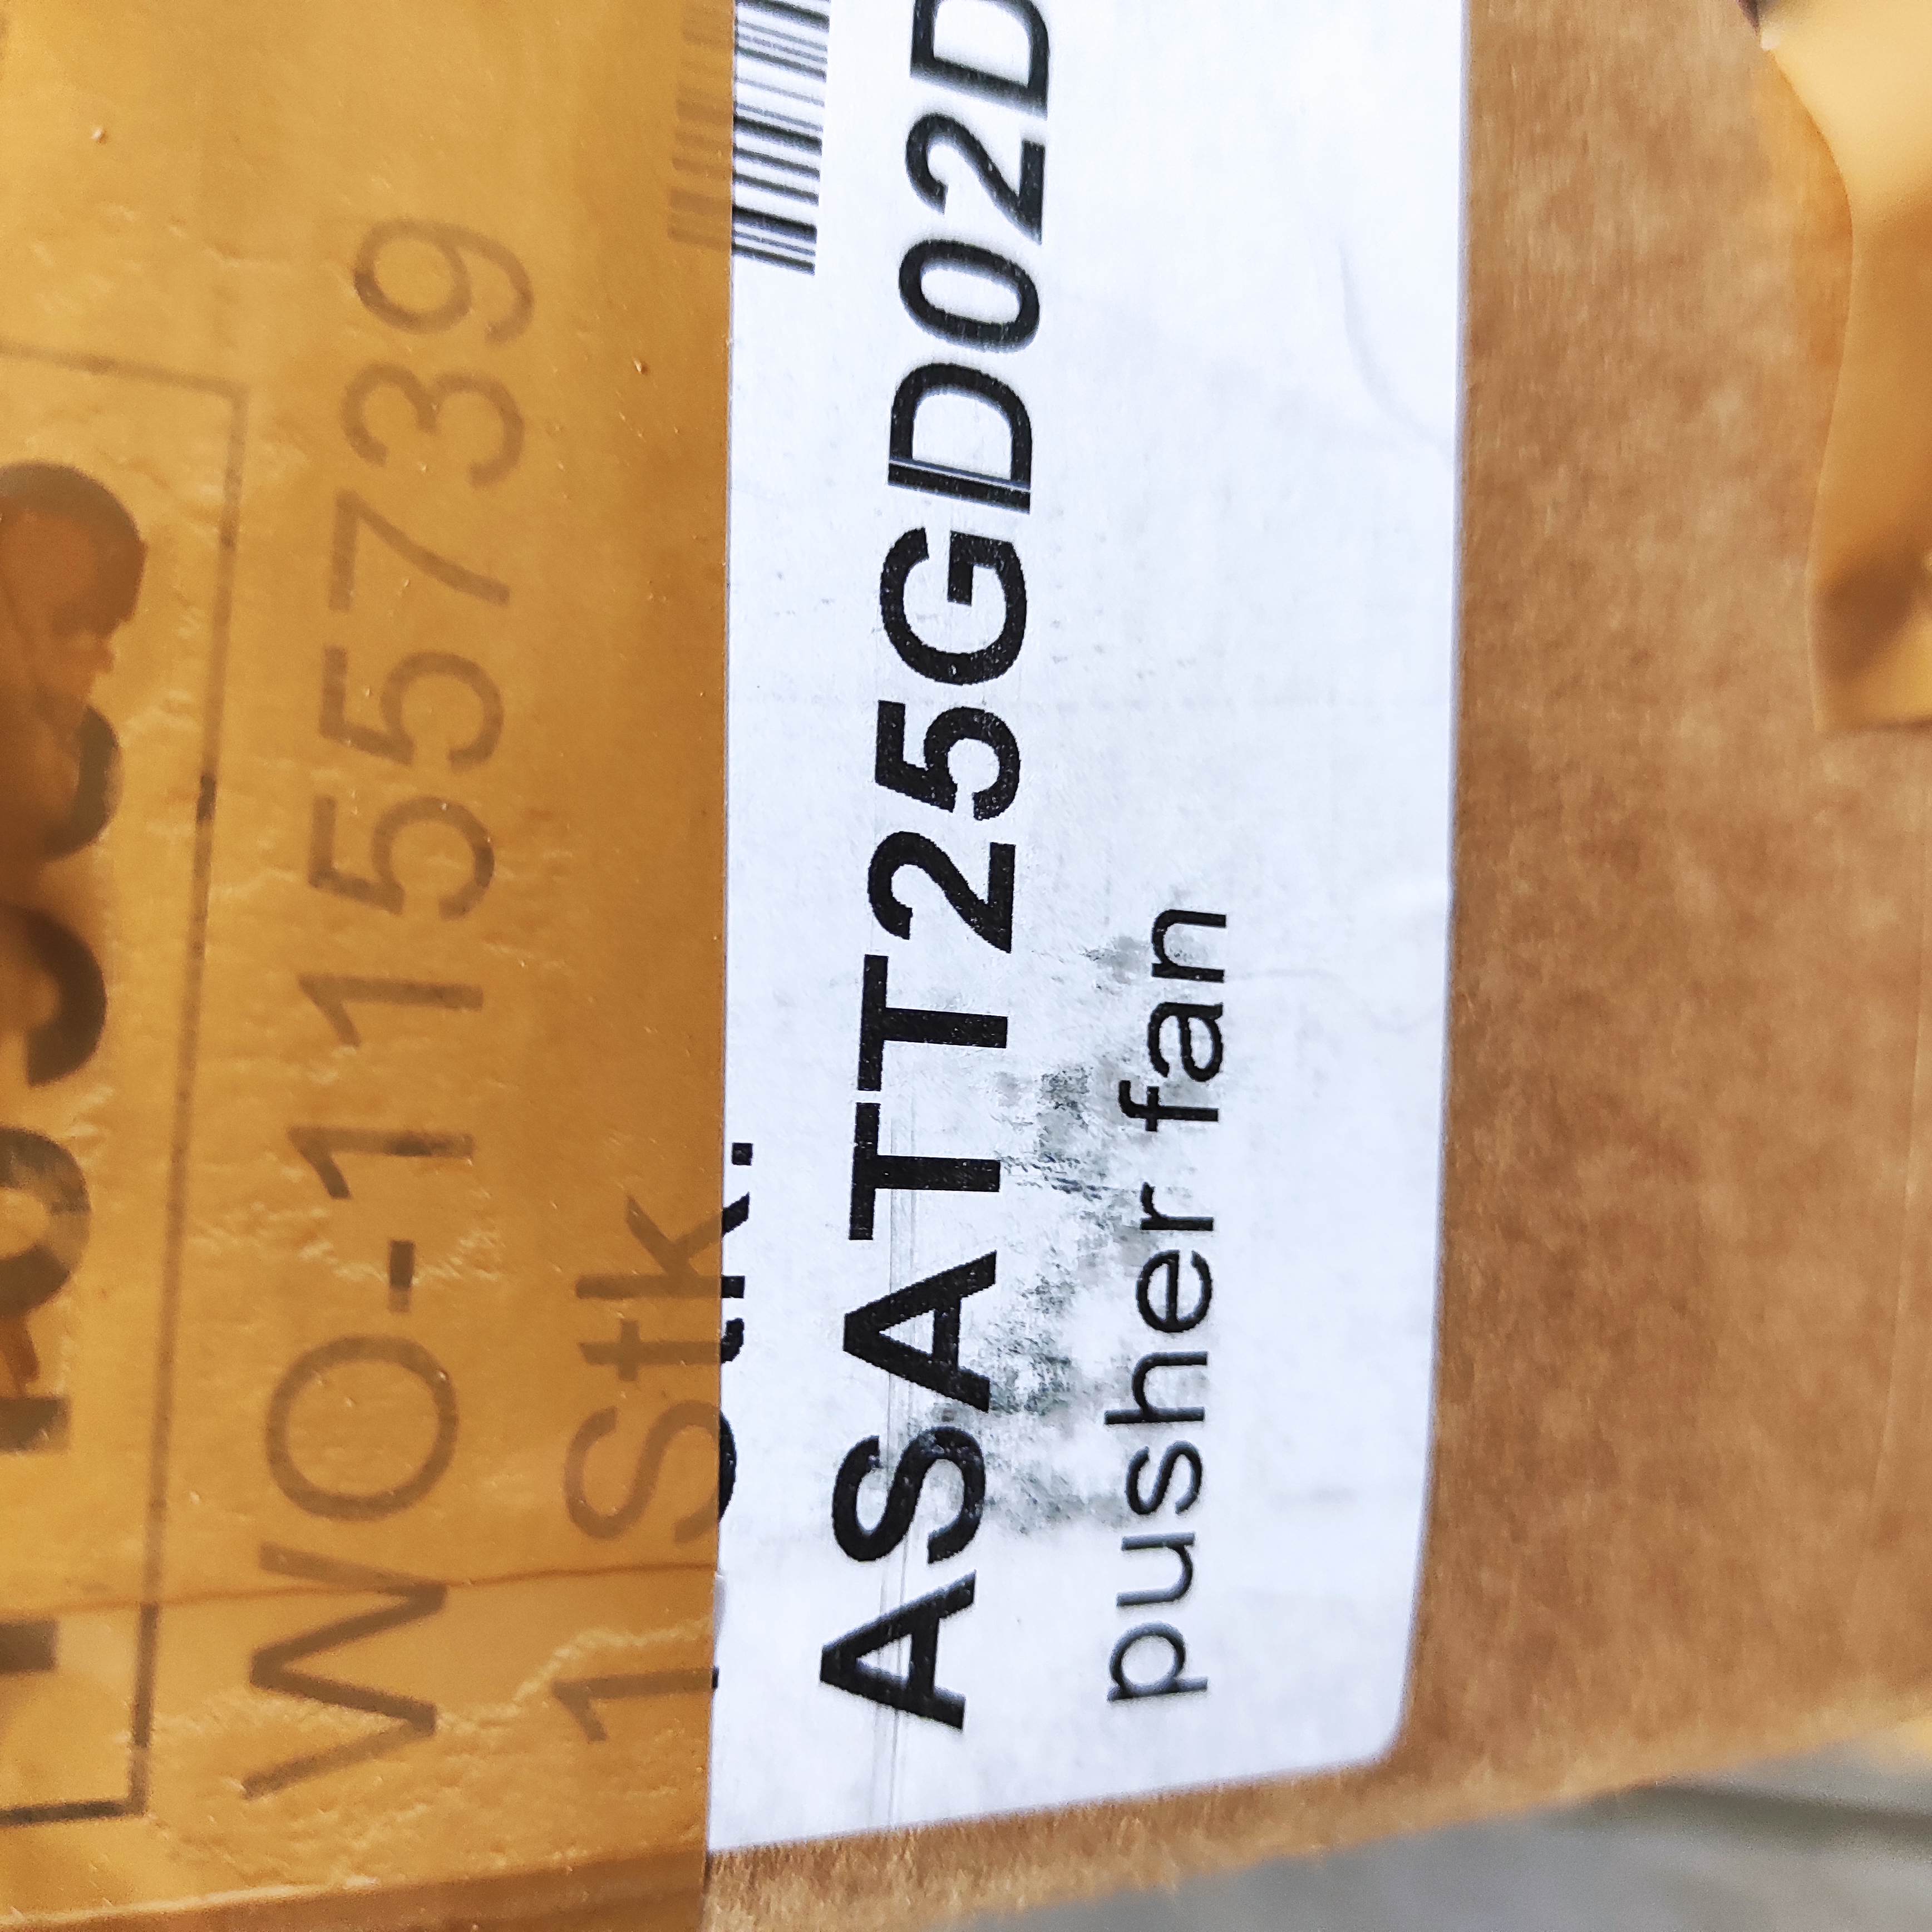 WO-1155739
1 Stk.
ASATT25GD02D
pusher fan